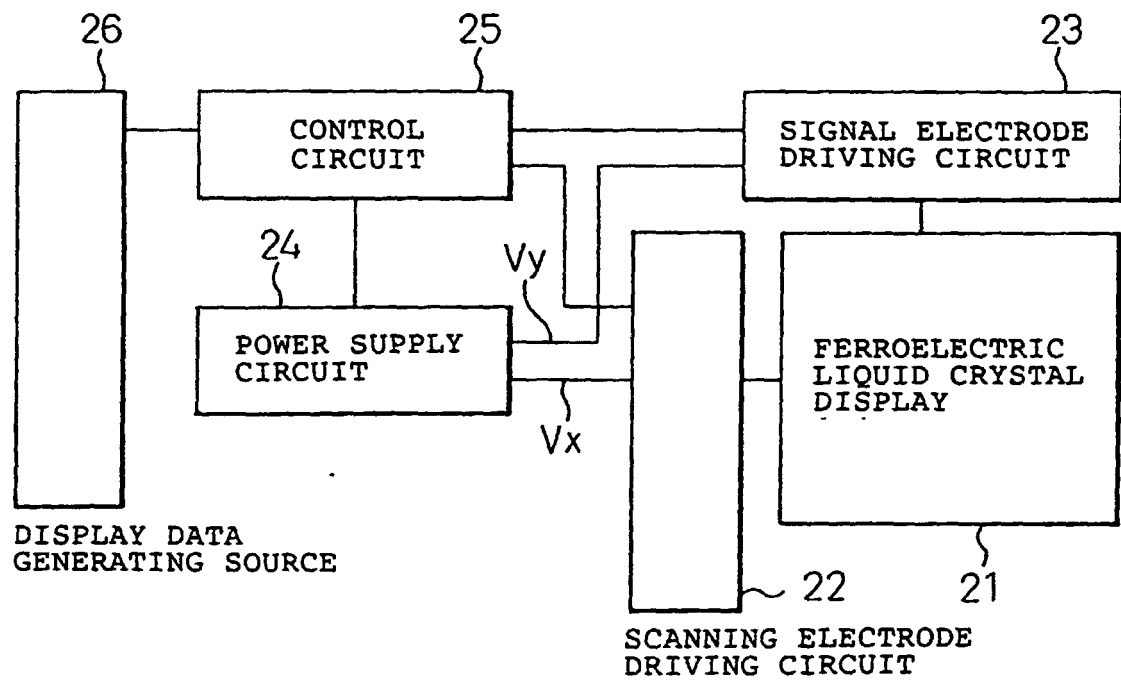 26
25
23
CONTROL
CIRCUIT
SIGNAL ELECTRODE
DRIVING CIRCUIT
24
Vy
POWER SUPPLY
CIRCUIT
FERROELECTRIC
LIQUID CRYSTAL
DISPLAY
Vx
DISPLAY DATA
GENERATING SOURCE
22
21
SCANNING ELECTRODE
DRIVING CIRCUIT